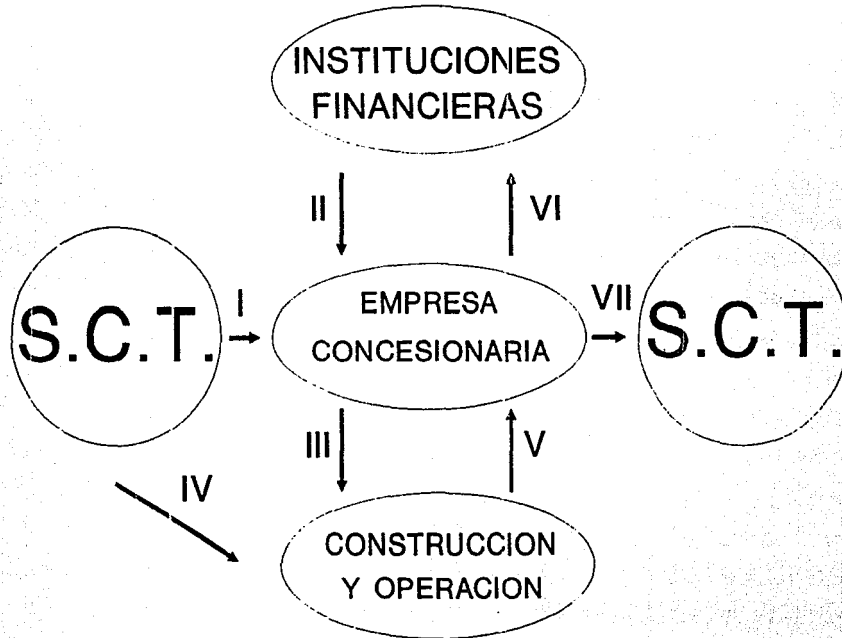 INSTITUCIONES
FINANCIERAS
II
VI
S.C.T.
I
EMPRESA
CONCESIONARIA
VII
S.C.T.
III
V
IV
CONSTRUCCION
Y OPERACION